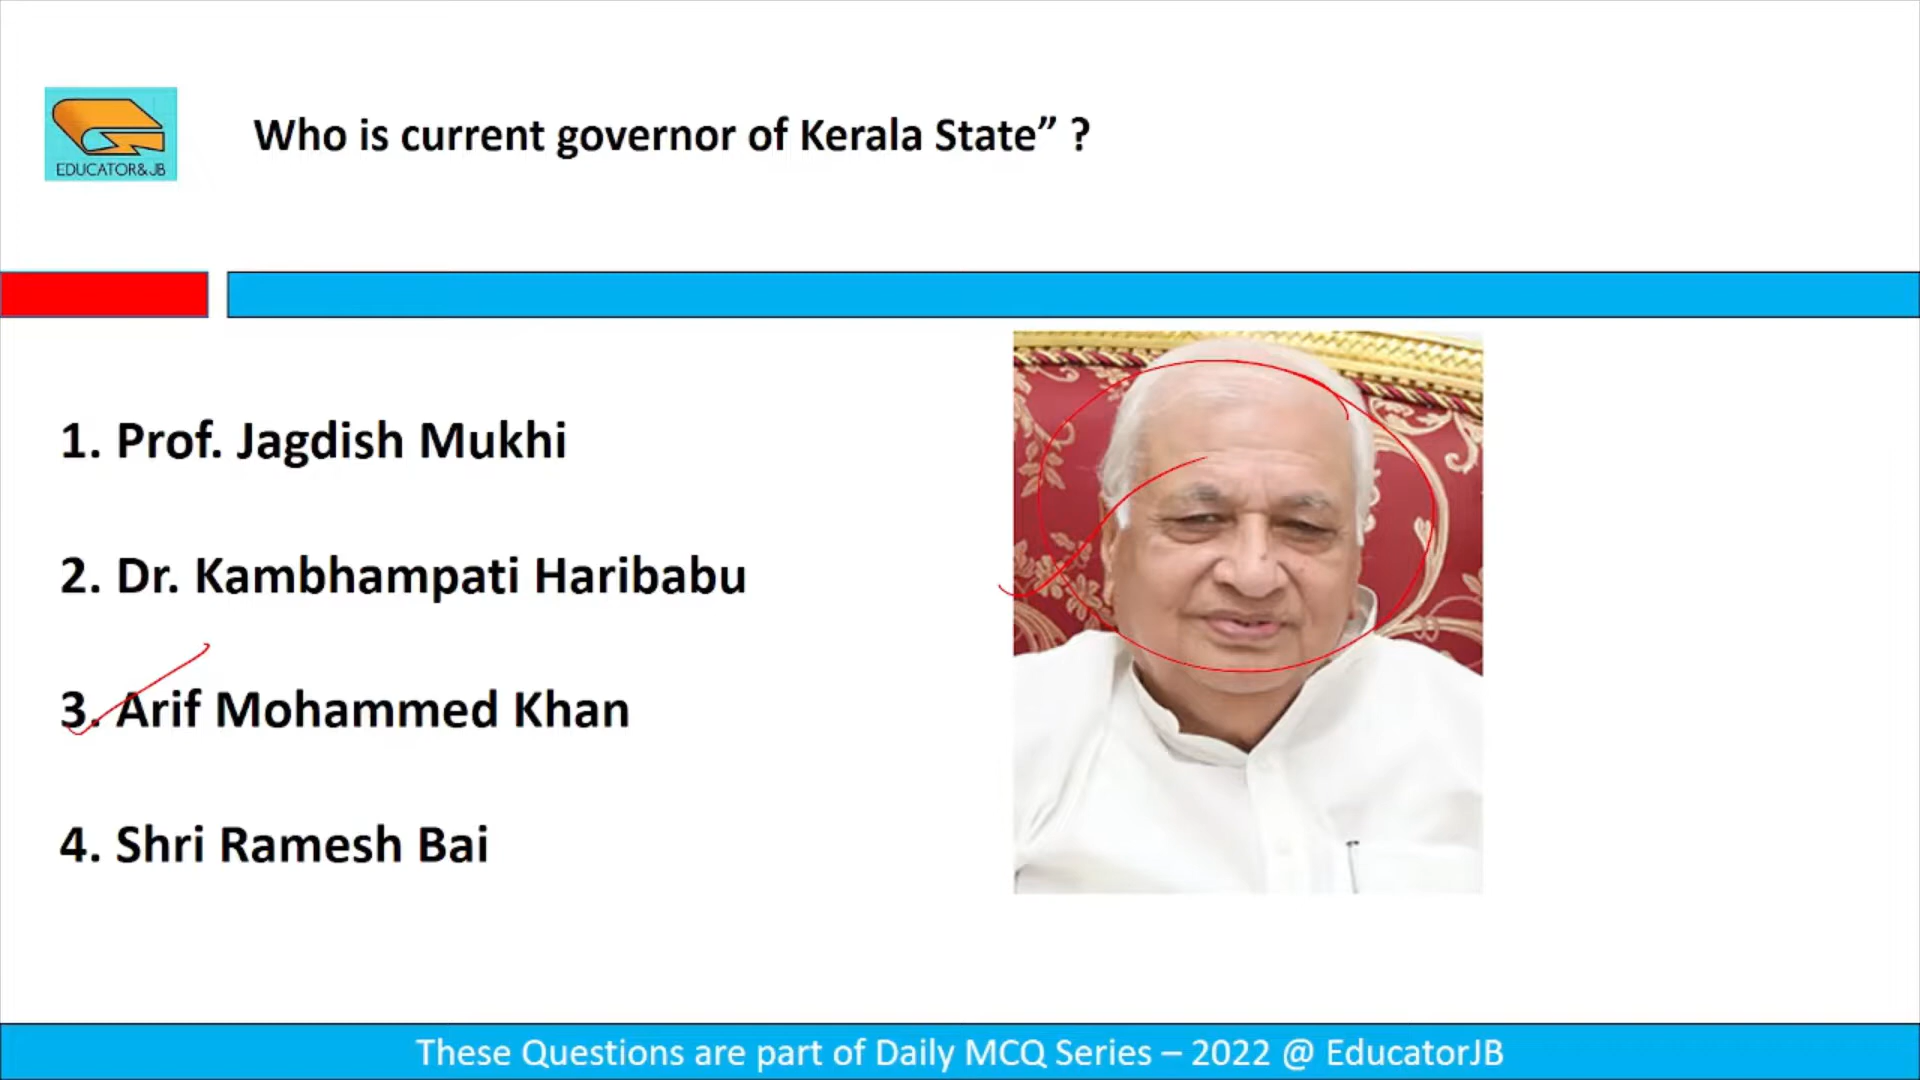 EDUCATOR&JB
Who is current governor of Kerala State” ?
1. Prof. Jagdish Mukhi
2. Dr. Kambhampati Haribabu
3. Arif Mohammed Khan
4. Shri Ramesh Bai
These Questions are part of Daily MCQ Series – 2022 @ EducatorJB